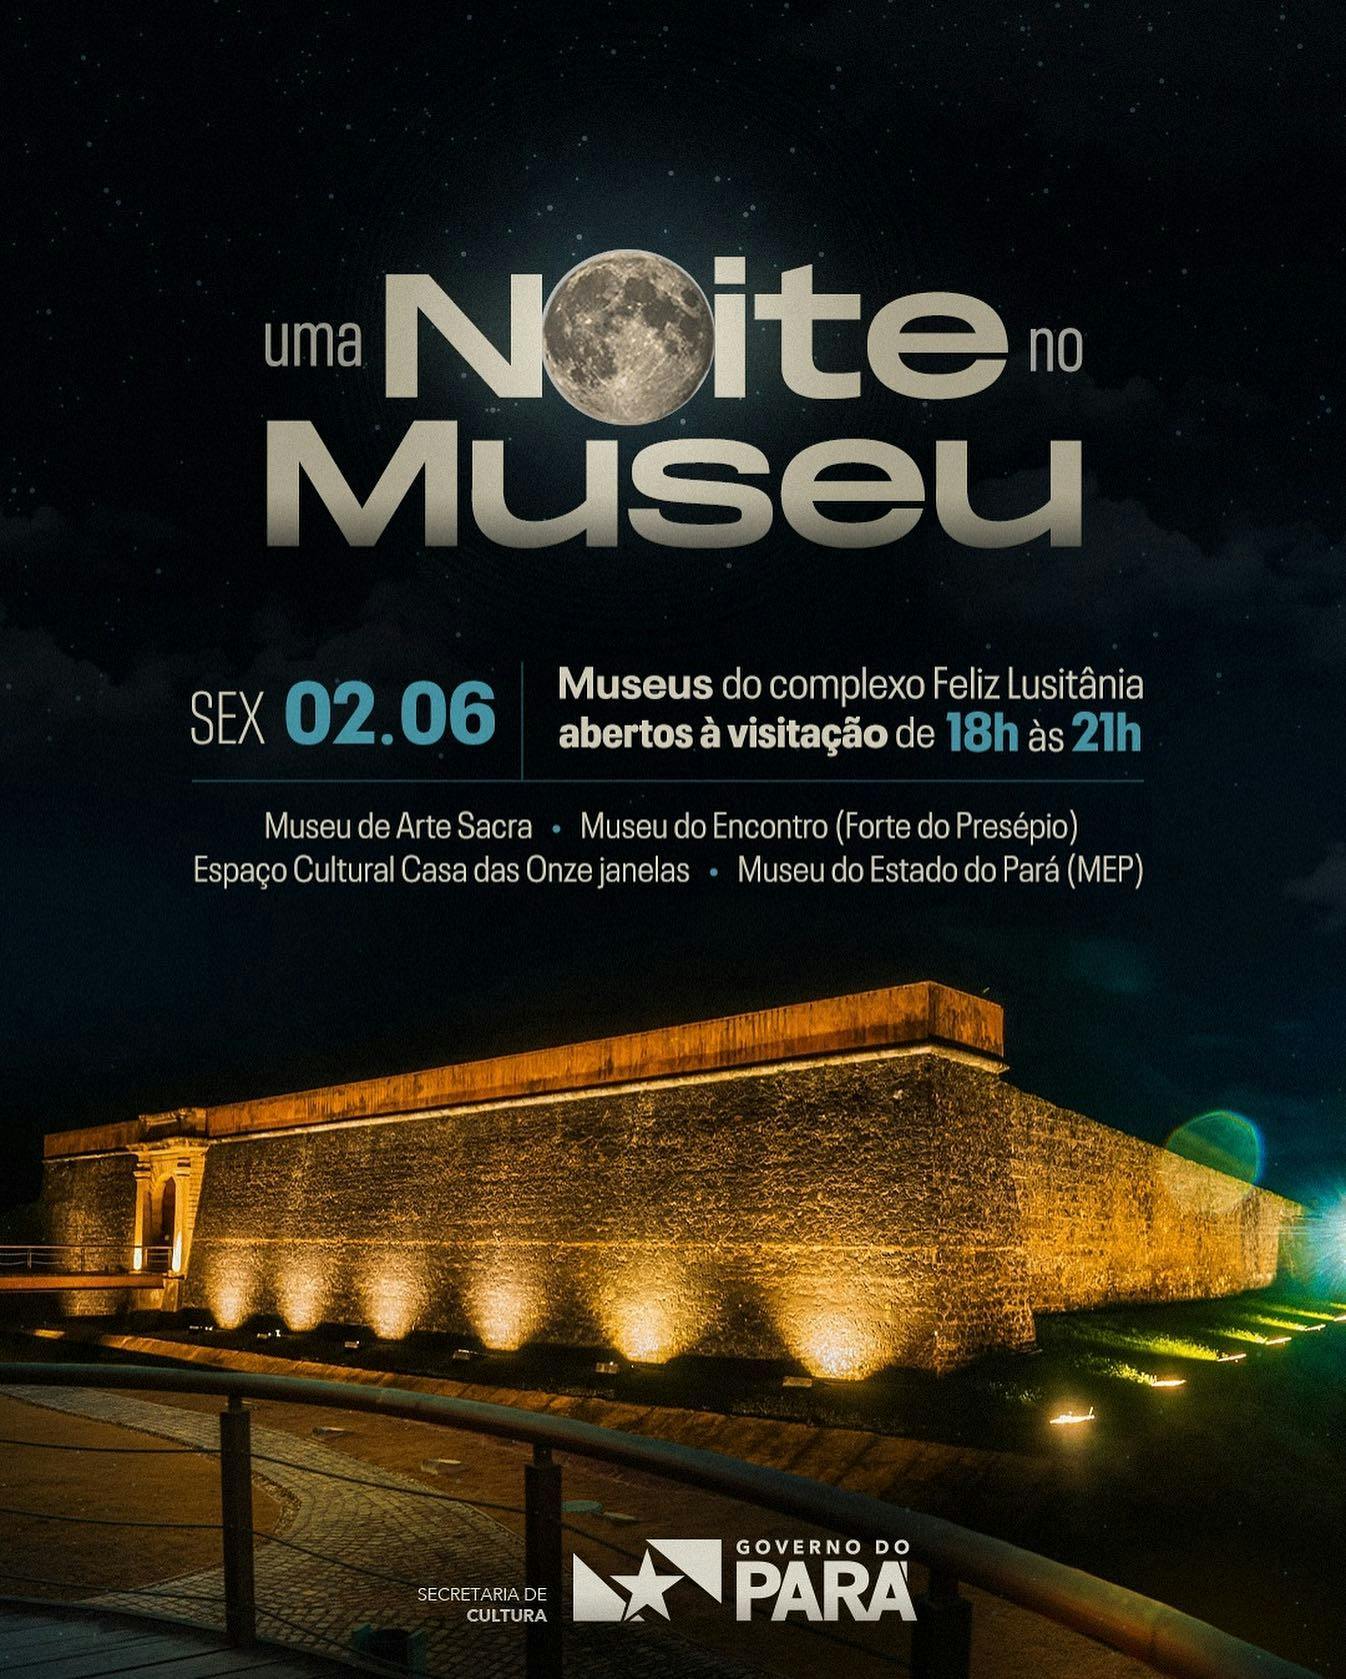 uma Noite no
Museu
SEX 02.06
Museus do complexo Feliz Lusitânia
abertos à visitação de 18h às 21h
Museu de Arte Sacra • Museu do Encontro (Forte do Presépio)
Espaço Cultural Casa das Onze janelas • Museu do Estado do Pará (MEP)
SECRETARIA DE
CULTURA
GOVERNO DO
PARÁ